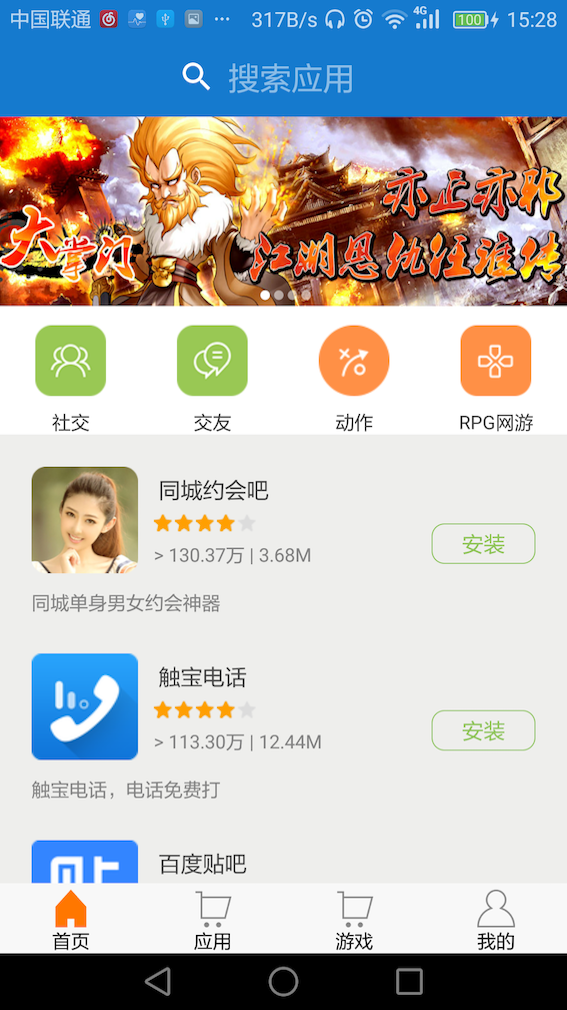 中国联通 317B/s 4G 100 15:28
搜索应用
大掌门
亦正亦邪
江湖恩仇任谁传
社交 交友 动作 RPG网游
同城约会吧
> 130.37万 | 3.68M
安装
同城单身男女约会神器
触宝电话
> 113.30万 | 12.44M
安装
触宝电话，电话免费打
百度贴吧
首页 应用 游戏 我的